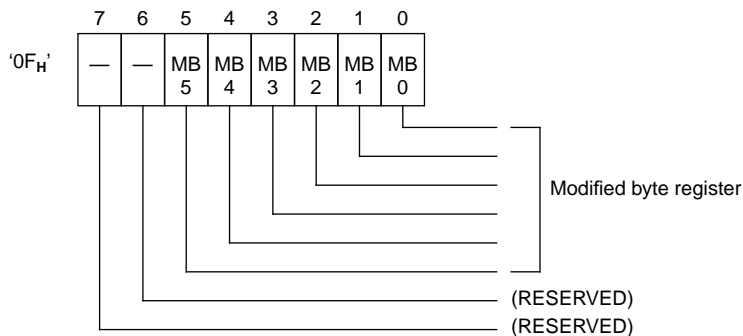 7 6 5 4 3 2 1 0
‘0FH’ — — MB 5 MB 4 MB 3 MB 2 MB 1 MB 0
Modified byte register
(RESERVED)
(RESERVED)